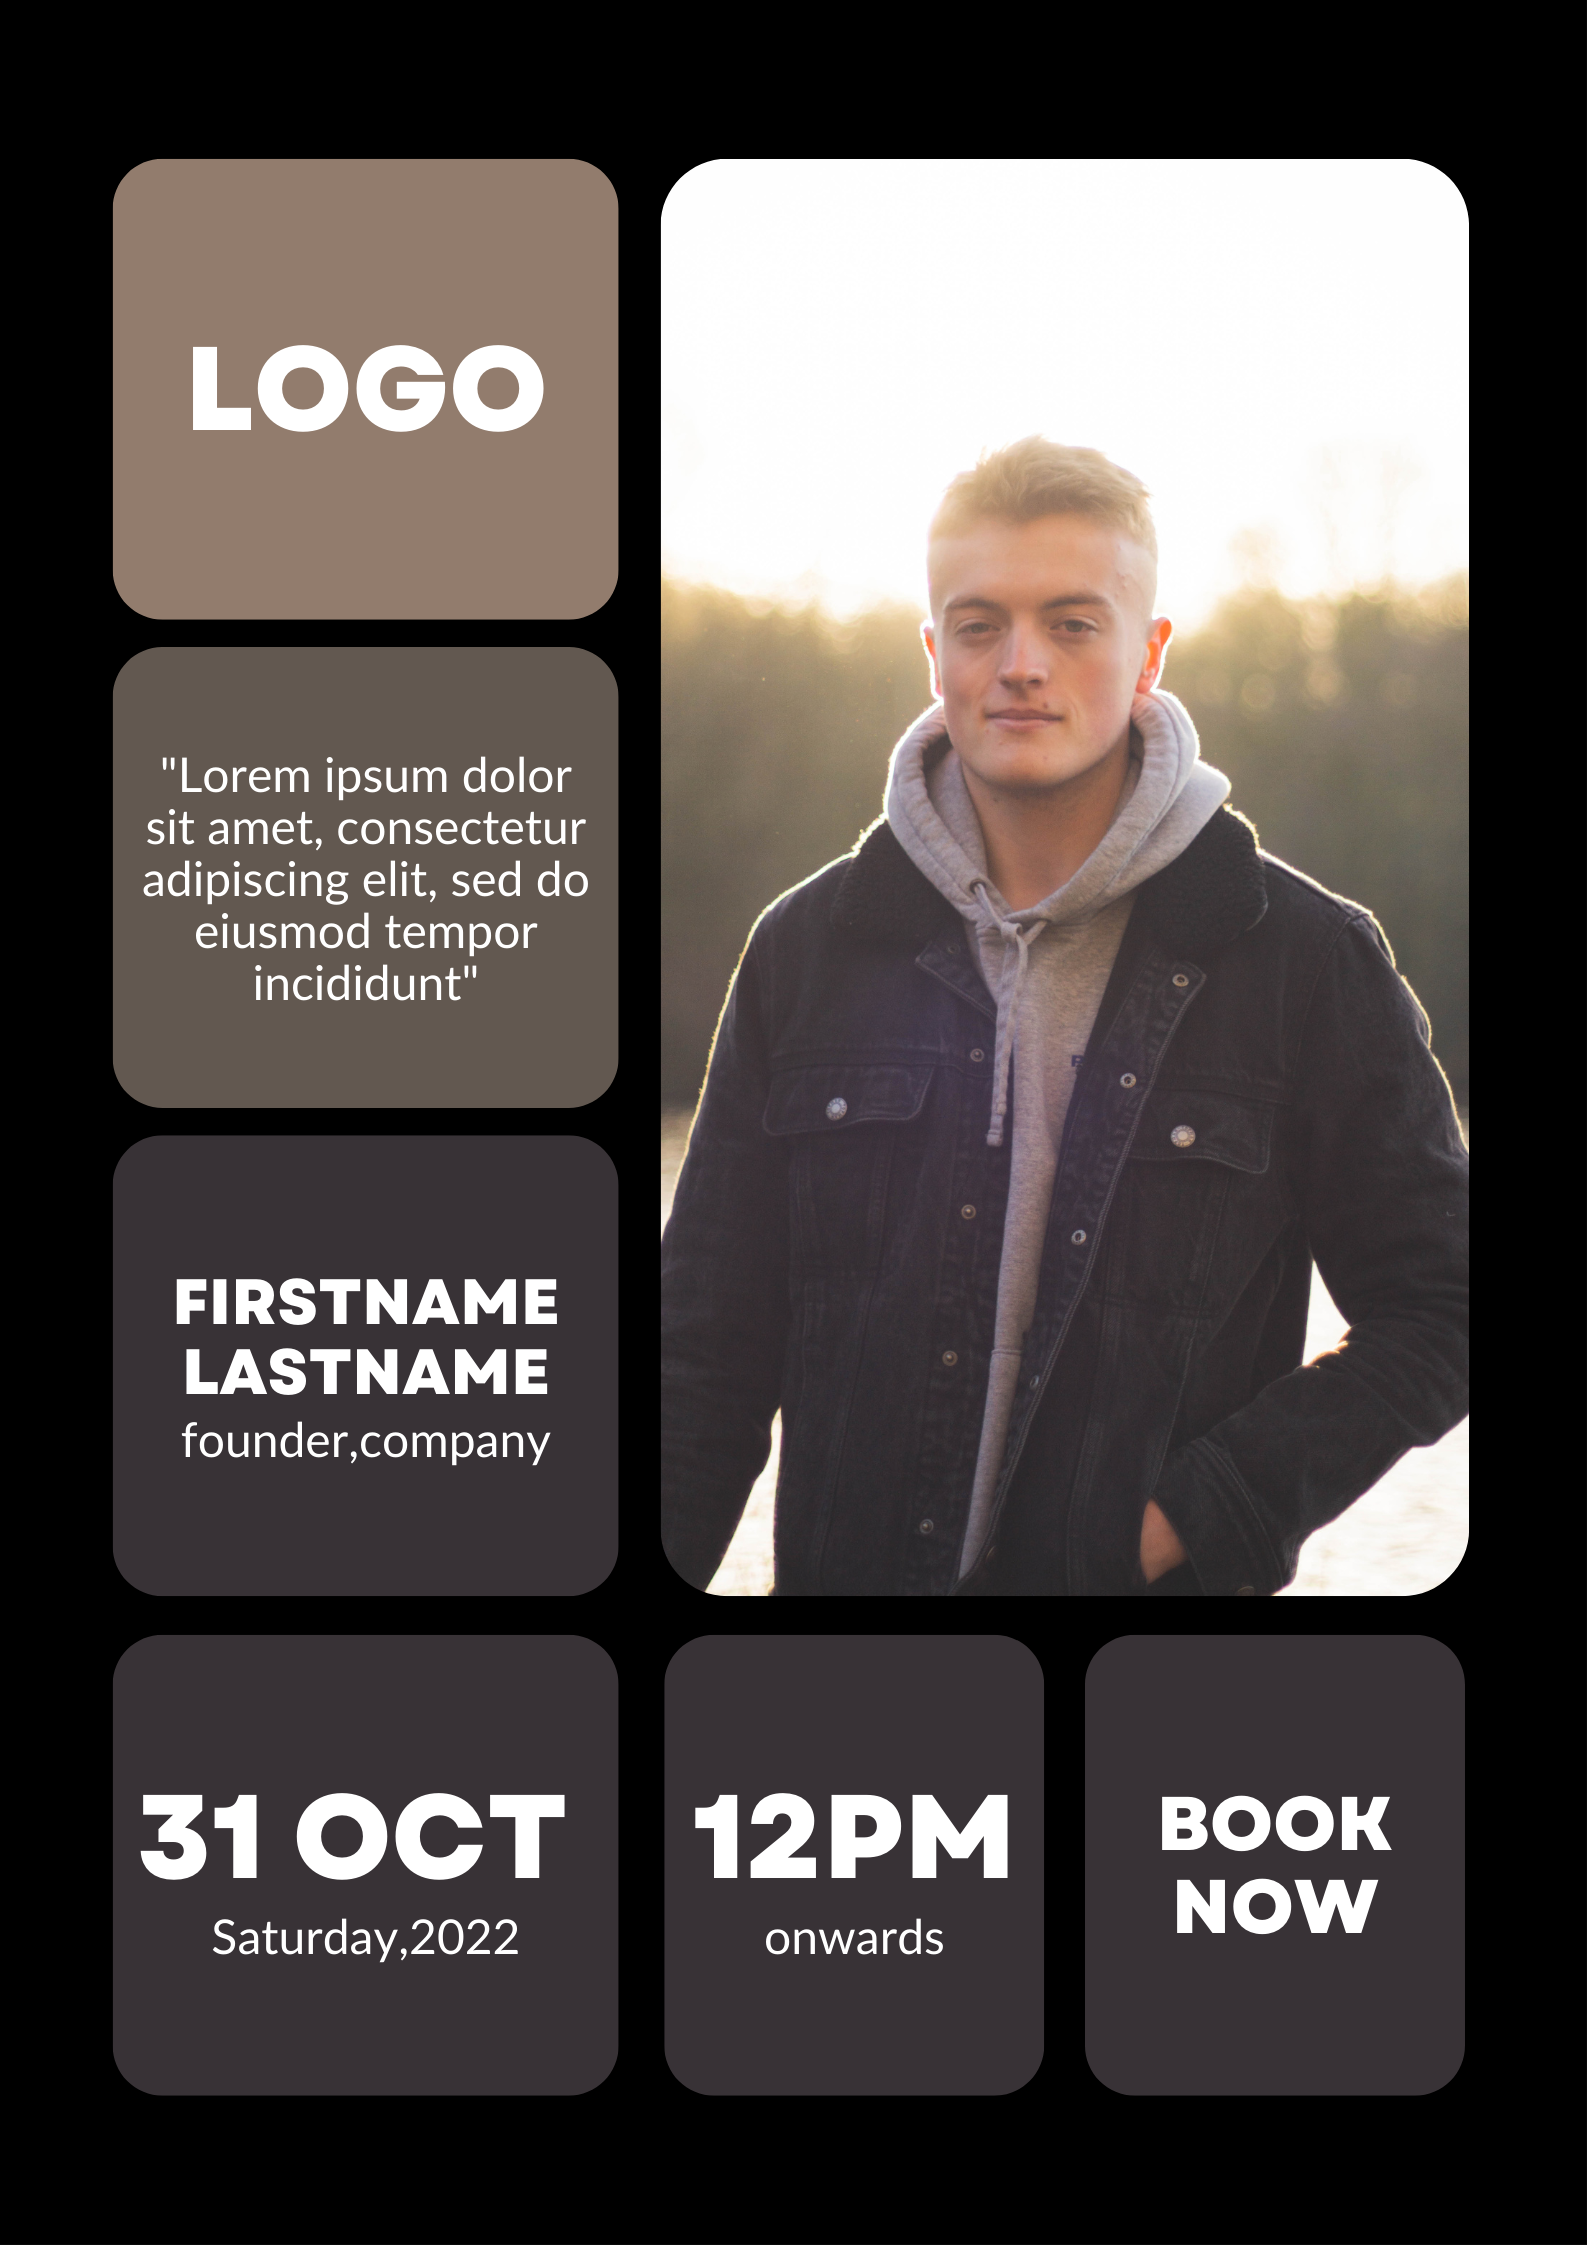 LOGO
"Lorem ipsum dolor
sit amet, consectetur
adipiscing elit, sed do
eiusmod tempor
incididunt"
FIRSTNAME
LASTNAME
founder,company
31 OCT
Saturday,2022
12PM
onwards
BOOK
NOW